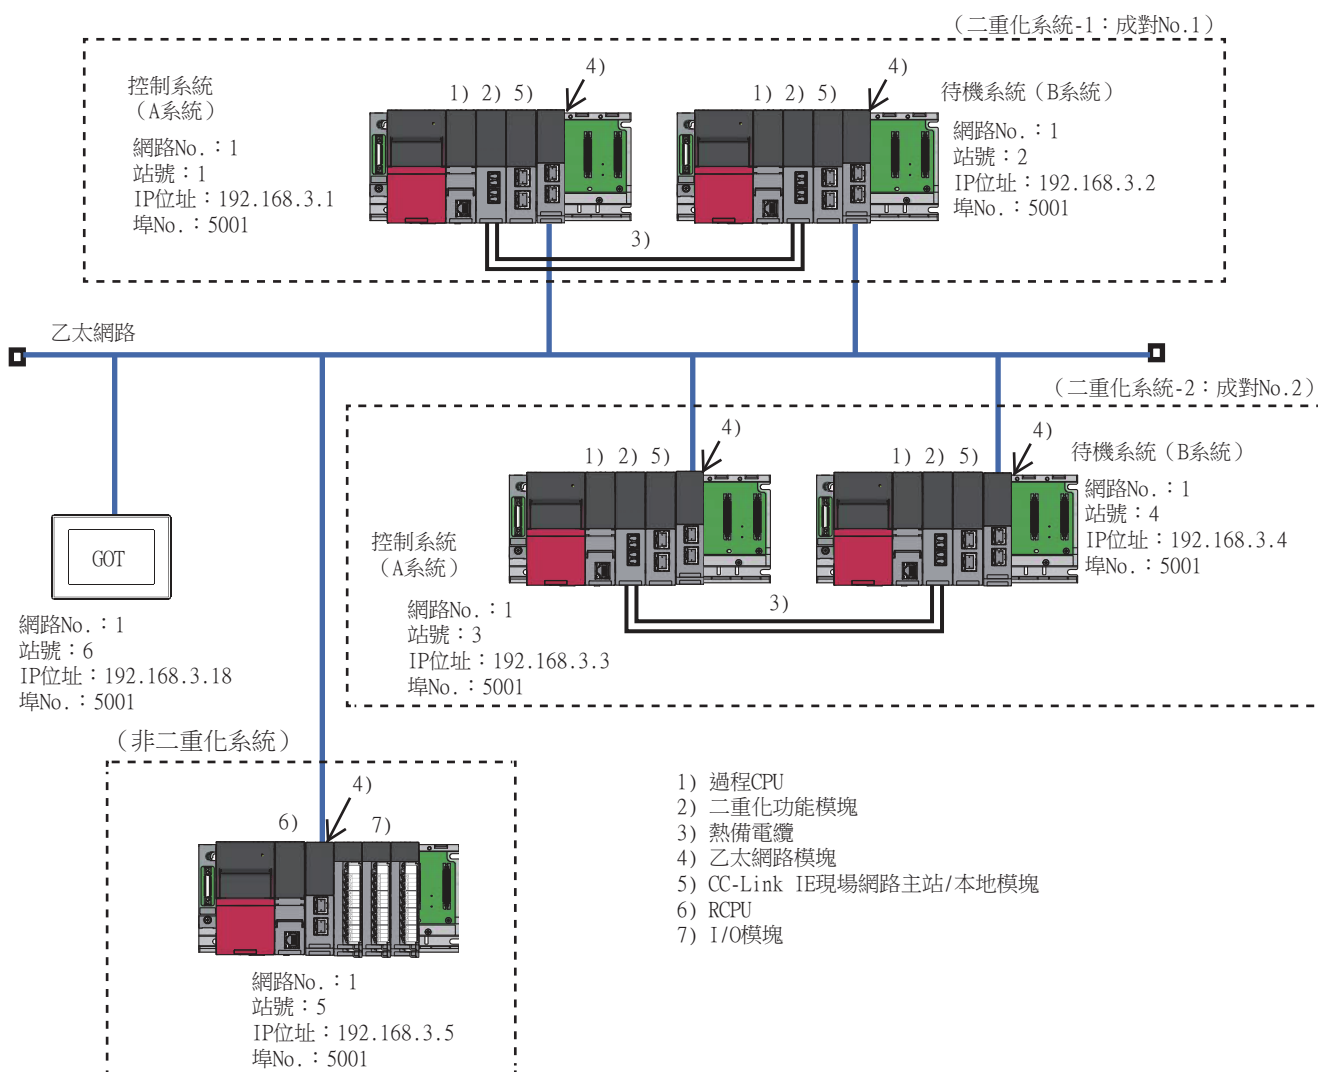 （二重化系統-1：成對No.1）
控制系統
（A系統）
網路No.：1
站號：1
IP位址：192.168.3.1
埠No.：5001
1) 2) 5)
4)
1) 2) 5)
4)
待機系統（B系統）
網路No.：1
站號：2
IP位址：192.168.3.2
埠No.：5001
3)
乙太網路
（二重化系統-2：成對No.2）
控制系統
（A系統）
網路No.：1
站號：3
IP位址：192.168.3.3
埠No.：5001
1) 2) 5)
4)
1) 2) 5)
4)
待機系統（B系統）
網路No.：1
站號：4
IP位址：192.168.3.4
埠No.：5001
3)
GOT
網路No.：1
站號：6
IP位址：192.168.3.18
埠No.：5001
（非二重化系統）
4)
6)
7)
網路No.：1
站號：5
IP位址：192.168.3.5
埠No.：5001
1) 過程CPU
2) 二重化功能模塊
3) 熱備電纜
4) 乙太網路模塊
5) CC-Link IE現場網路主站/本地模塊
6) RCPU
7) I/O模塊